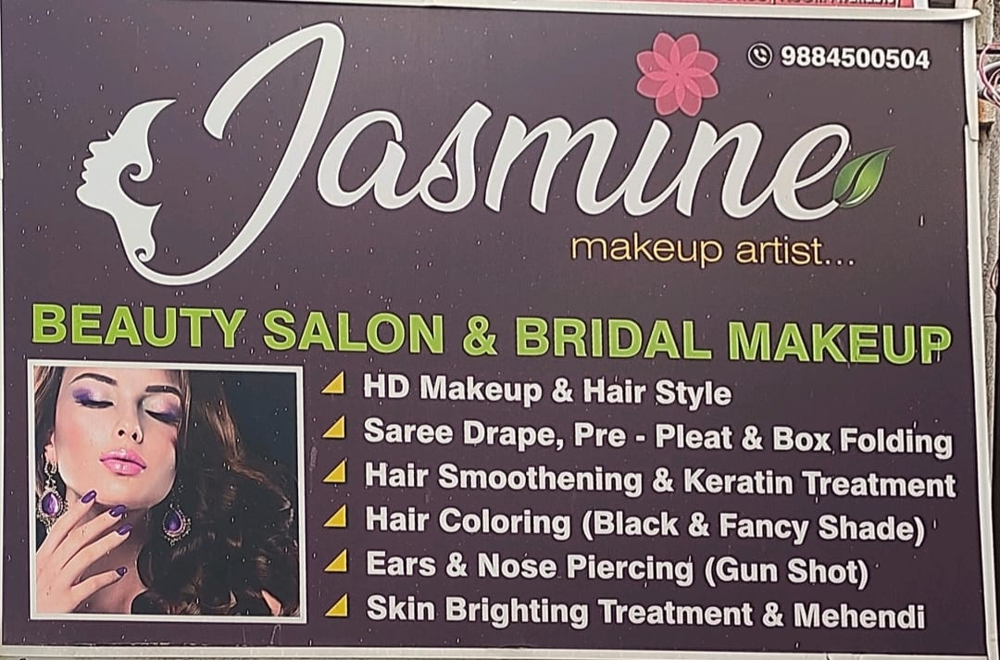 9884500504
Jasmine
makeup artist...
BEAUTY SALON & BRIDAL MAKEUP
HD Makeup & Hair Style
Saree Drape, Pre - Pleat & Box Folding
Hair Smoothening & Keratin Treatment
Hair Coloring (Black & Fancy Shade)
Ears & Nose Piercing (Gun Shot)
Skin Brighting Treatment & Mehendi